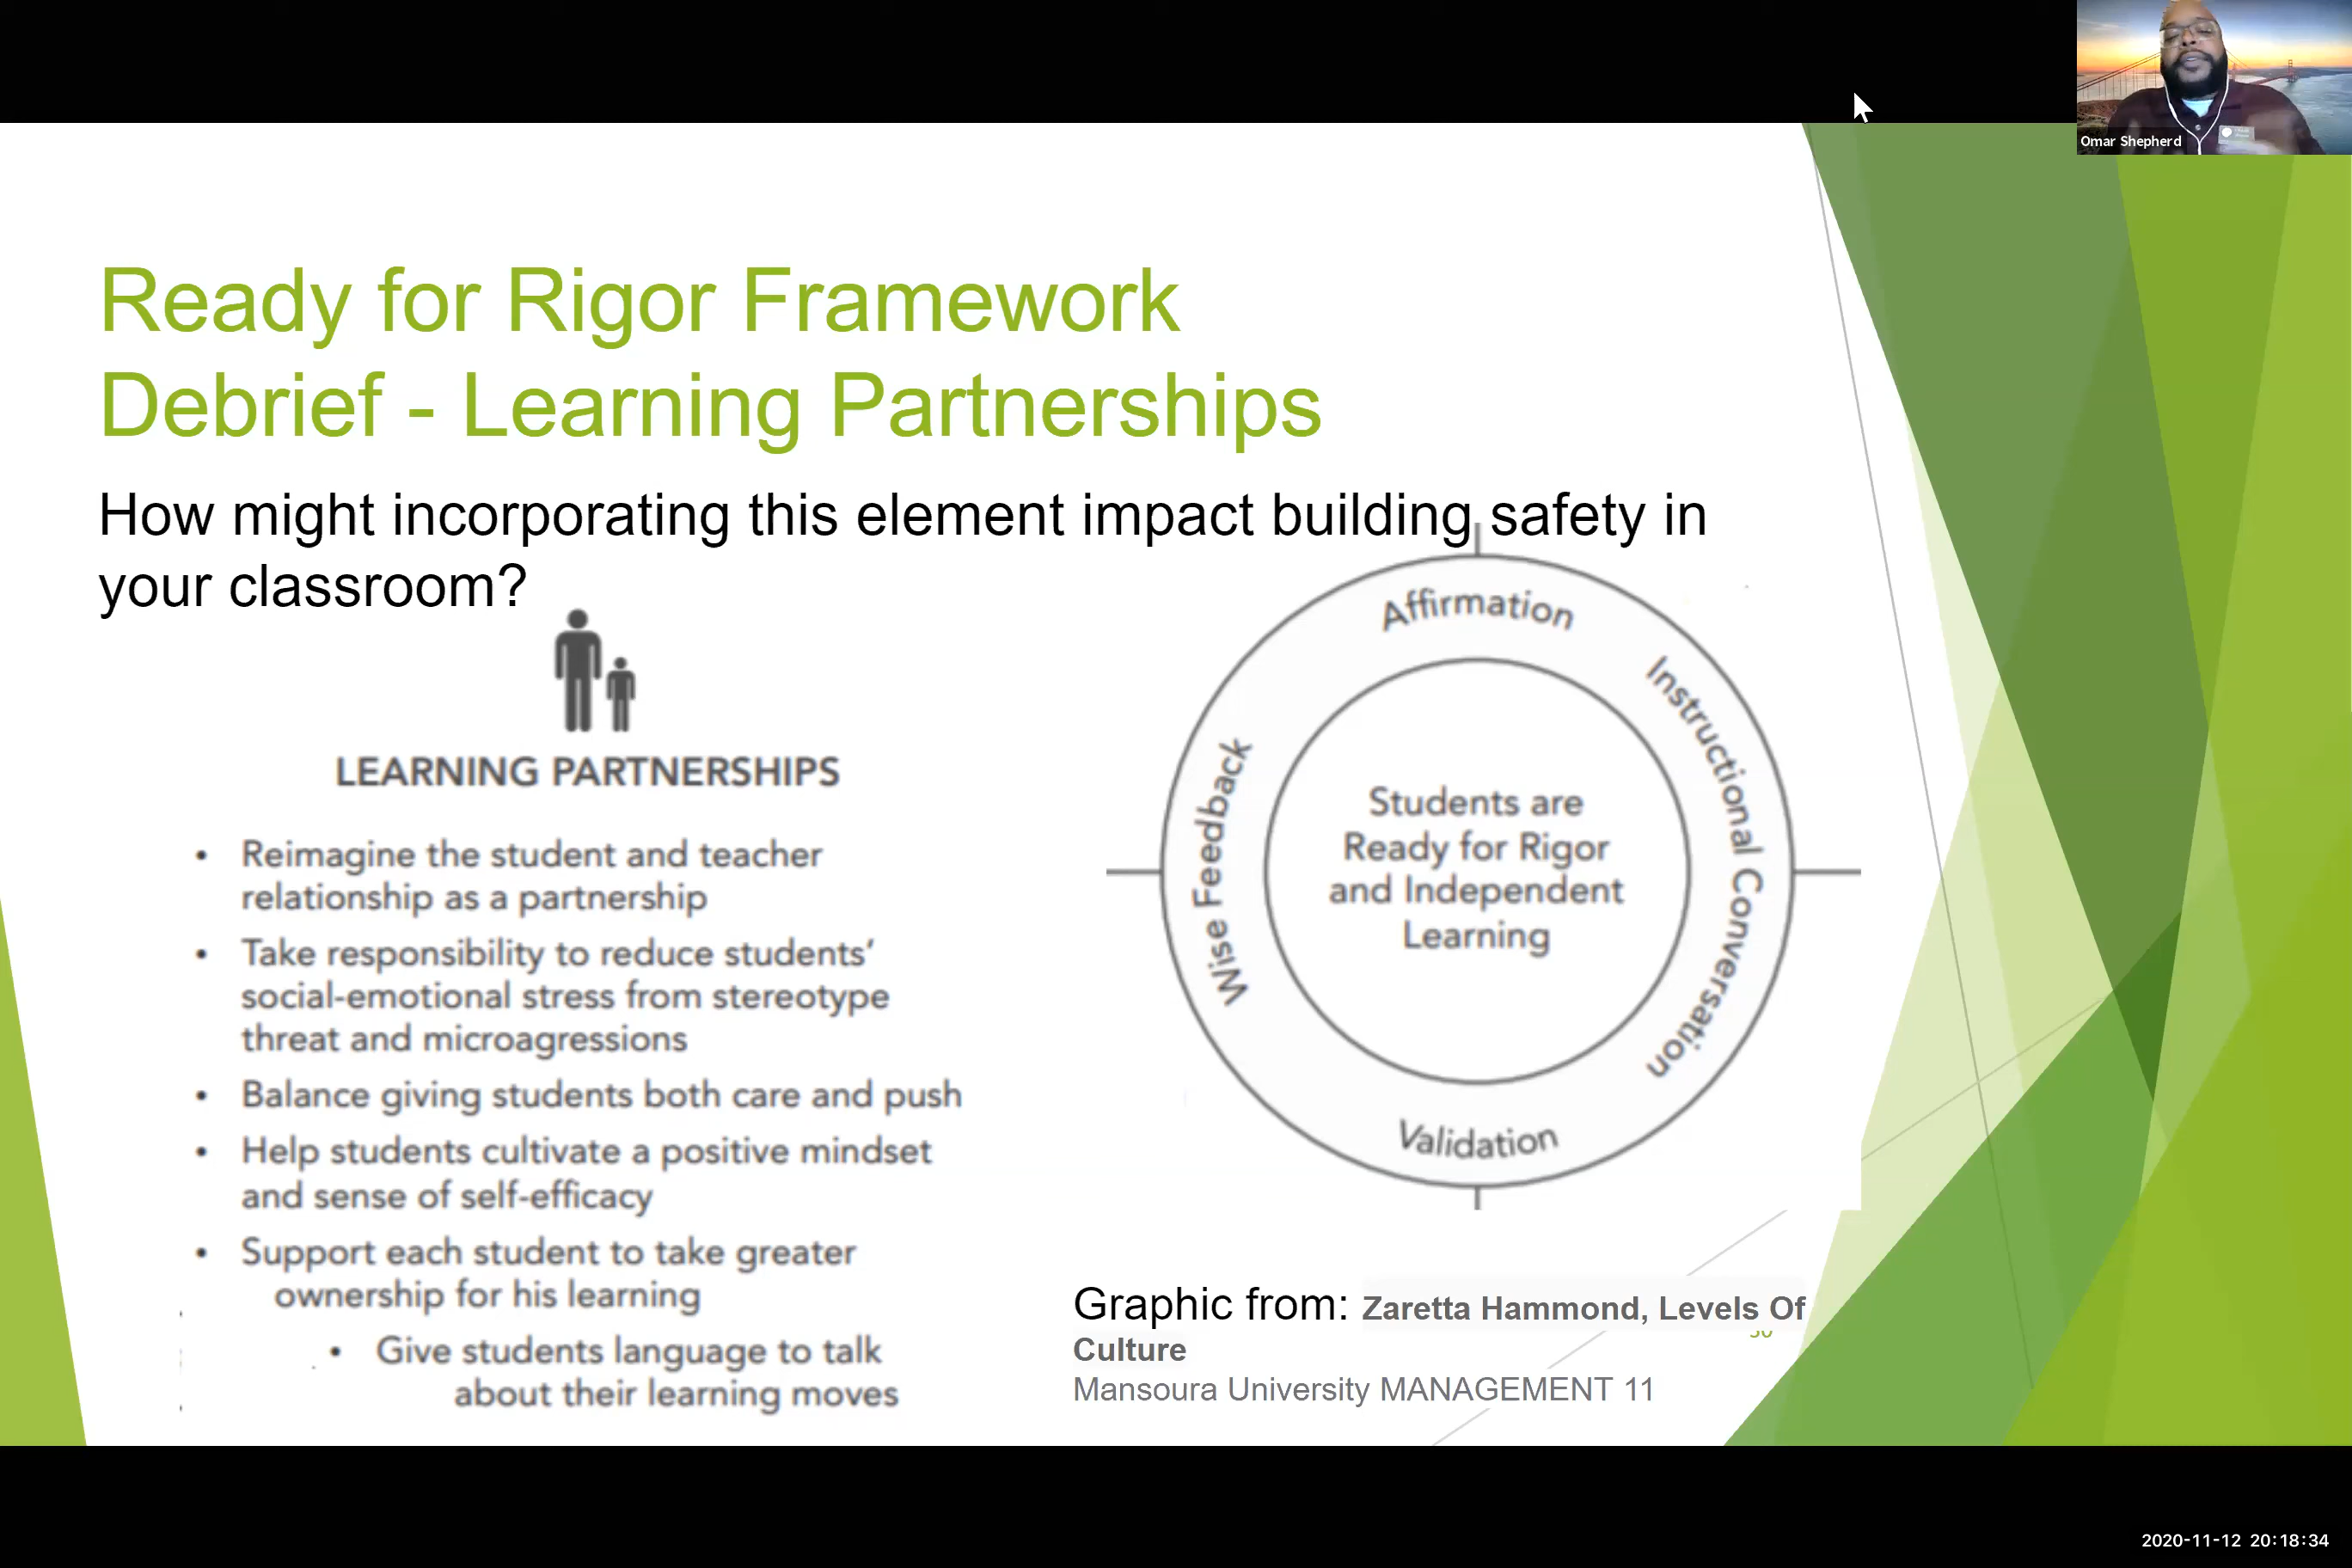 Omar Shepherd
Ready for Rigor Framework
Debrief - Learning Partnerships
How might incorporating this element impact building safety in
your classroom?
LEARNING PARTNERSHIPS
• Reimagine the student and teacher
relationship as a partnership
• Take responsibility to reduce students'
social-emotional stress from stereotype
threat and microagressions
• Balance giving students both care and push
• Help students cultivate a positive mindset
and sense of self-efficacy
• Support each student to take greater
ownership for his learning
• Give students language to talk
about their learning moves
Affirmation
Instructional Conversation
Validation
Wise Feedback
Students are
Ready for Rigor
and Independent
Learning
Graphic from: Zaretta Hammond, Levels Of
Culture
Mansoura University MANAGEMENT 11
2020-11-12 20:18:34